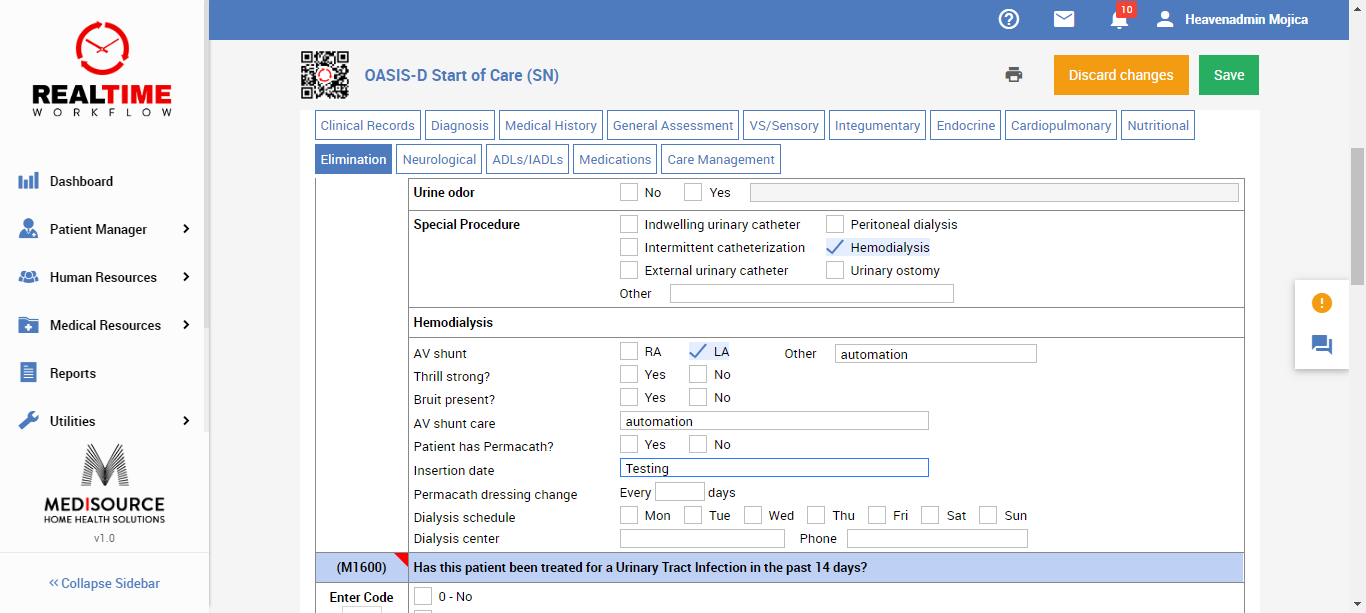 10
Heavenadmin Mojica
REALTIME
WORKFLOW
OASIS-D Start of Care (SN)
Discard changes
Save
Clinical Records
Diagnosis
Medical History
General Assessment
VS/Sensory
Integumentary
Endocrine
Cardiopulmonary
Nutritional
Elimination
Neurological
ADLs/IADLs
Medications
Care Management
Dashboard
Patient Manager
Human Resources
Medical Resources
Reports
Utilities
MEDISOURCE
HOME HEALTH SOLUTIONS
v1.0
Collapse Sidebar
Urine odor No Yes
Special Procedure Indwelling urinary catheter Peritoneal dialysis
Intermittent catheterization Hemodialysis
External urinary catheter Urinary ostomy
Other
Hemodialysis
AV shunt RA LA Other automation
Thrill strong? Yes No
Bruit present? Yes No
AV shunt care automation
Patient has Permacath? Yes No
Insertion date Testing
Permacath dressing change Every days
Dialysis schedule Mon Tue Wed Thu Fri Sat Sun
Dialysis center Phone
(M1600) Has this patient been treated for a Urinary Tract Infection in the past 14 days?
Enter Code 0 - No